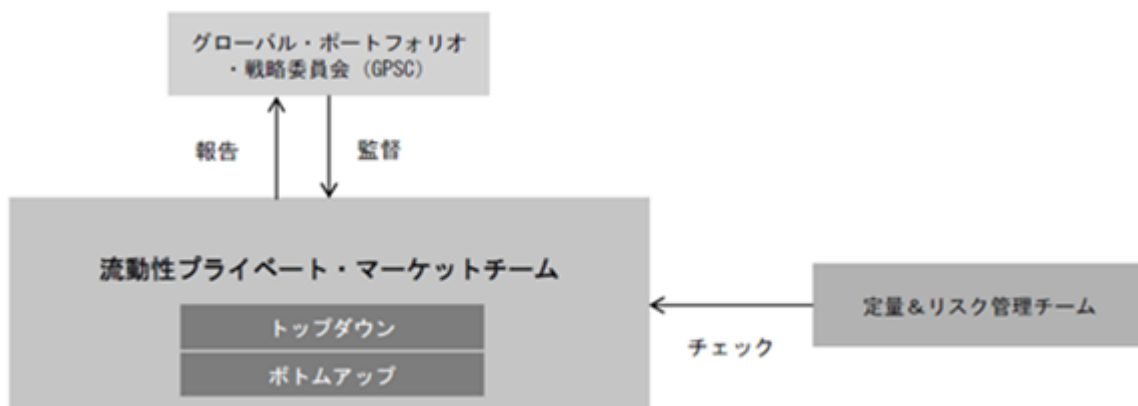 グローバル・ポートフォリオ
・戦略委員会（GPSC）
報告
監督
流動性プライベート・マーケットチーム
トップダウン
ボトムアップ
定量＆リスク管理チーム
チェック